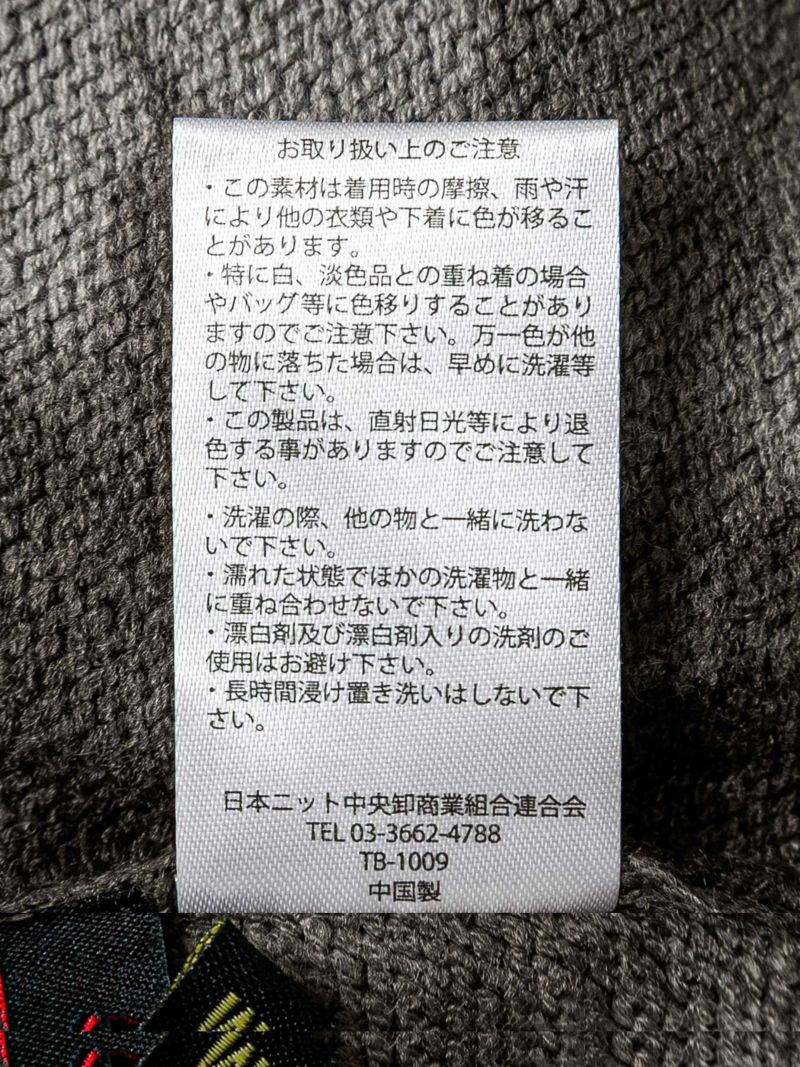 お取り扱い上のご注意
・この素材は着用時の摩擦、雨や汗
により他の衣類や下着に色が移るこ
とがあります。
・特に白、淡色品との重ね着の場合
やバッグ等に色移りすることがあり
ますのでご注意下さい。万一色が他
の物に落ちた場合は、早めに洗濯等
して下さい。
・この製品は、直射日光等により退
色する事がありますのでご注意して
下さい。
・洗濯の際、他の物と一緒に洗わな
いで下さい。
・濡れた状態でほかの洗濯物と一緒
に重ね合わせないで下さい。
・漂白剤及び漂白剤入りの洗剤のご
使用はお避け下さい。
・長時間浸け置き洗いはしないで下
さい。
日本ニット中央卸商業組合連合会
TEL 03-3662-4788
TB-1009
中国製